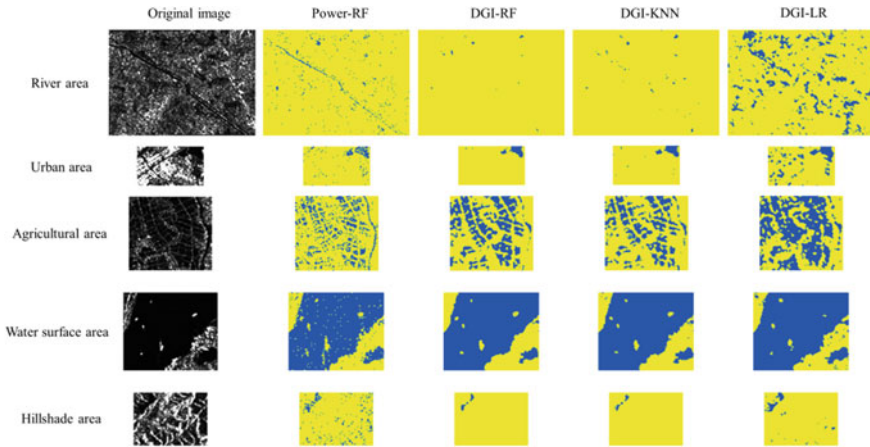 Original image Power-RF DGI-RF DGI-KNN DGI-LR
River area
Urban area
Agricultural area
Water surface area
Hillshade area